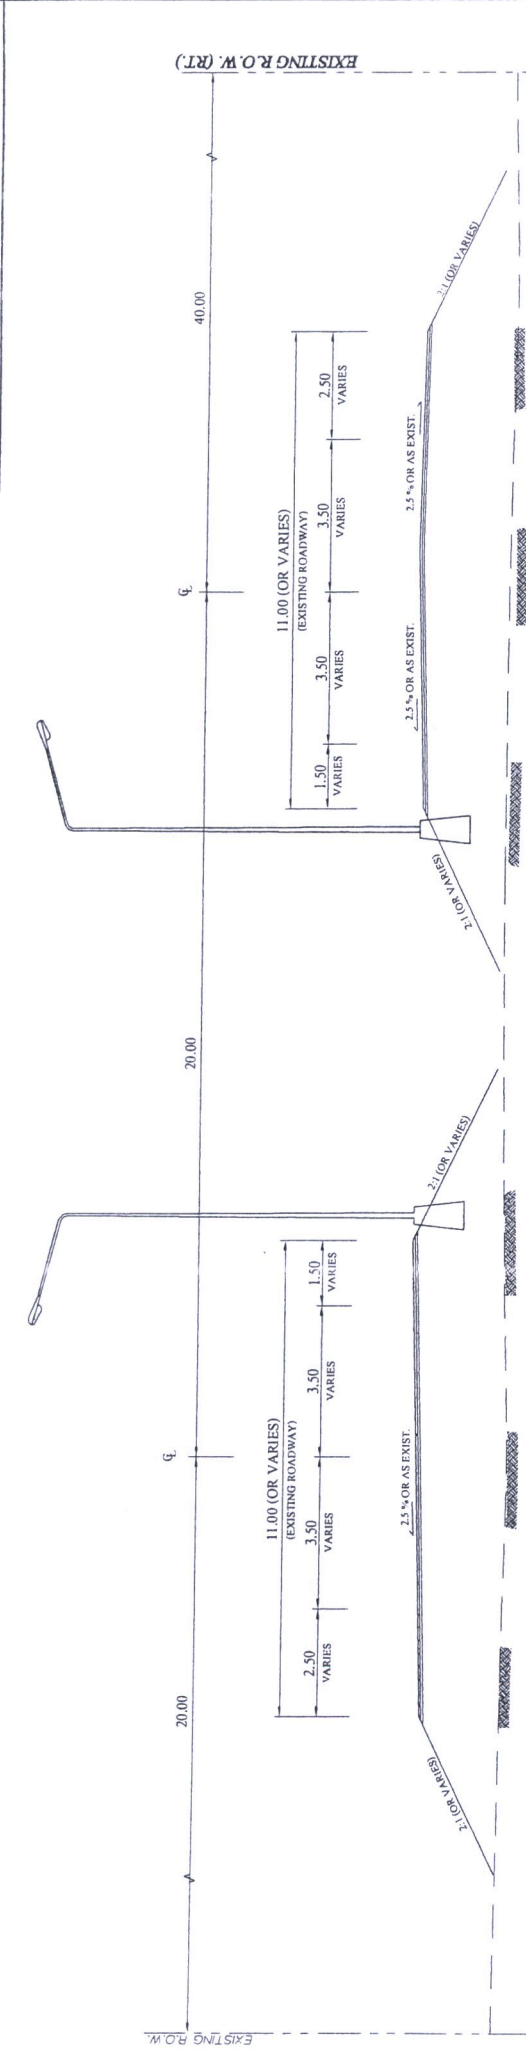 EXISTING R.O.W. (RT.)
40.00
℄
20.00
℄
20.00
EXISTING R.O.W.
11.00 (OR VARIES)
(EXISTING ROADWAY)
2.50
VARIES
3.50
VARIES
3.50
VARIES
1.50
VARIES
2:1 (OR VARIES)
2.5 % OR AS EXIST.
2.5 % OR AS EXIST.
2:1 (OR VARIES)
11.00 (OR VARIES)
(EXISTING ROADWAY)
1.50
VARIES
3.50
VARIES
3.50
VARIES
2.50
VARIES
2:1 (OR VARIES)
2.5 % OR AS EXIST.
2:1 (OR VARIES)